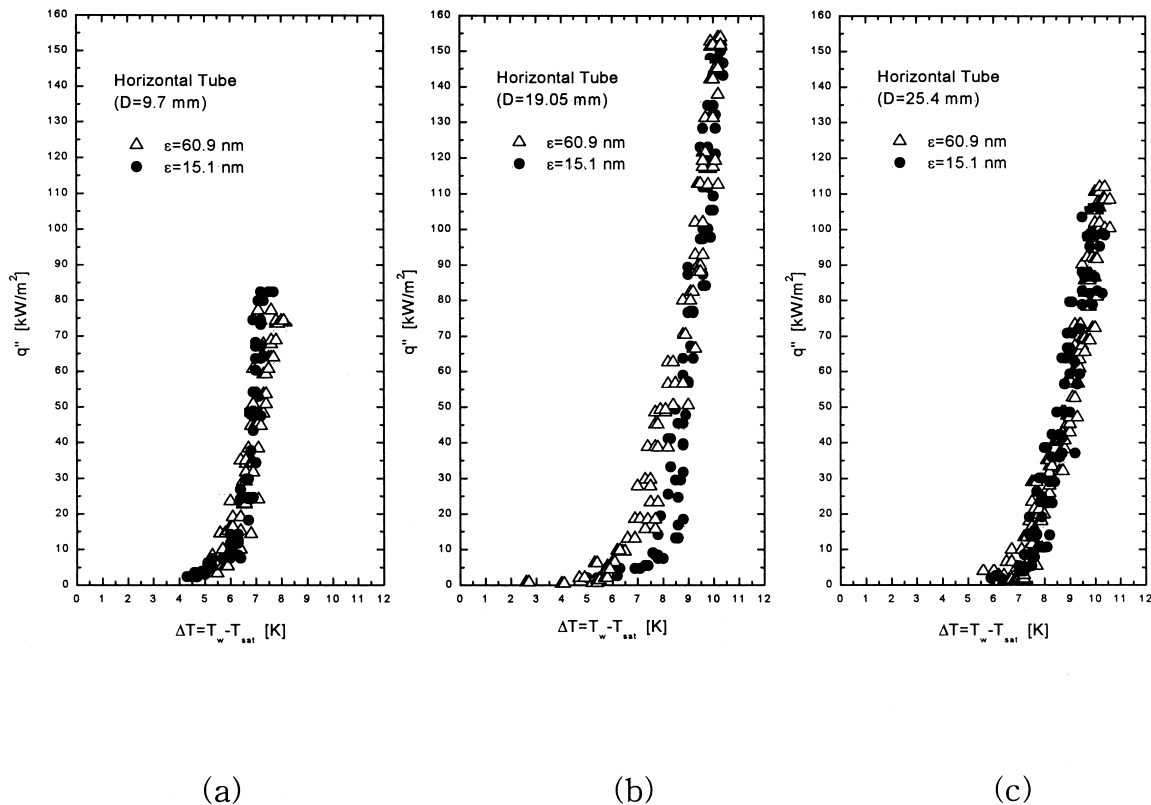 160
150
140
130
120
110
100
90
80
70
60
50
40
30
20
10
0
q'' [kW/m²]
Horizontal Tube
(D=9.7 mm)
ε=60.9 nm
ε=15.1 nm
0 1 2 3 4 5 6 7 8 9 10 11 12
ΔT=T_w-T_sat [K]
(a)
160
150
140
130
120
110
100
90
80
70
60
50
40
30
20
10
0
q'' [kW/m²]
Horizontal Tube
(D=19.05 mm)
ε=60.9 nm
ε=15.1 nm
0 1 2 3 4 5 6 7 8 9 10 11 12
ΔT=T_w-T_sat [K]
(b)
160
150
140
130
120
110
100
90
80
70
60
50
40
30
20
10
0
q'' [kW/m²]
Horizontal Tube
(D=25.4 mm)
ε=60.9 nm
ε=15.1 nm
0 1 2 3 4 5 6 7 8 9 10 11 12
ΔT=T_w-T_sat [K]
(c)